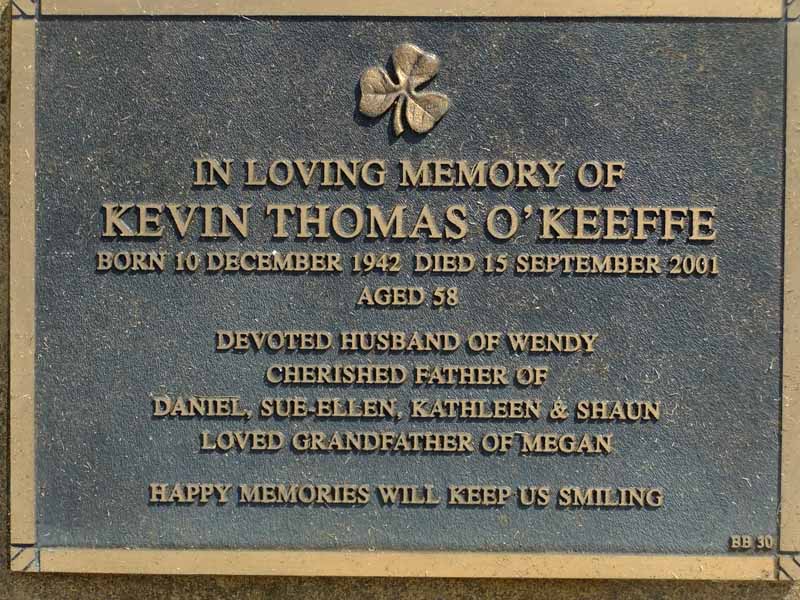 IN LOVING MEMORY OF
KEVIN THOMAS O'KEEFFE
BORN 10 DECEMBER 1942 DIED 15 SEPTEMBER 2001
AGED 58
DEVOTED HUSBAND OF WENDY
CHERISHED FATHER OF
DANIEL, SUE-ELLEN, KATHLEEN & SHAUN
LOVED GRANDFATHER OF MEGAN
HAPPY MEMORIES WILL KEEP US SMILING
BB 30